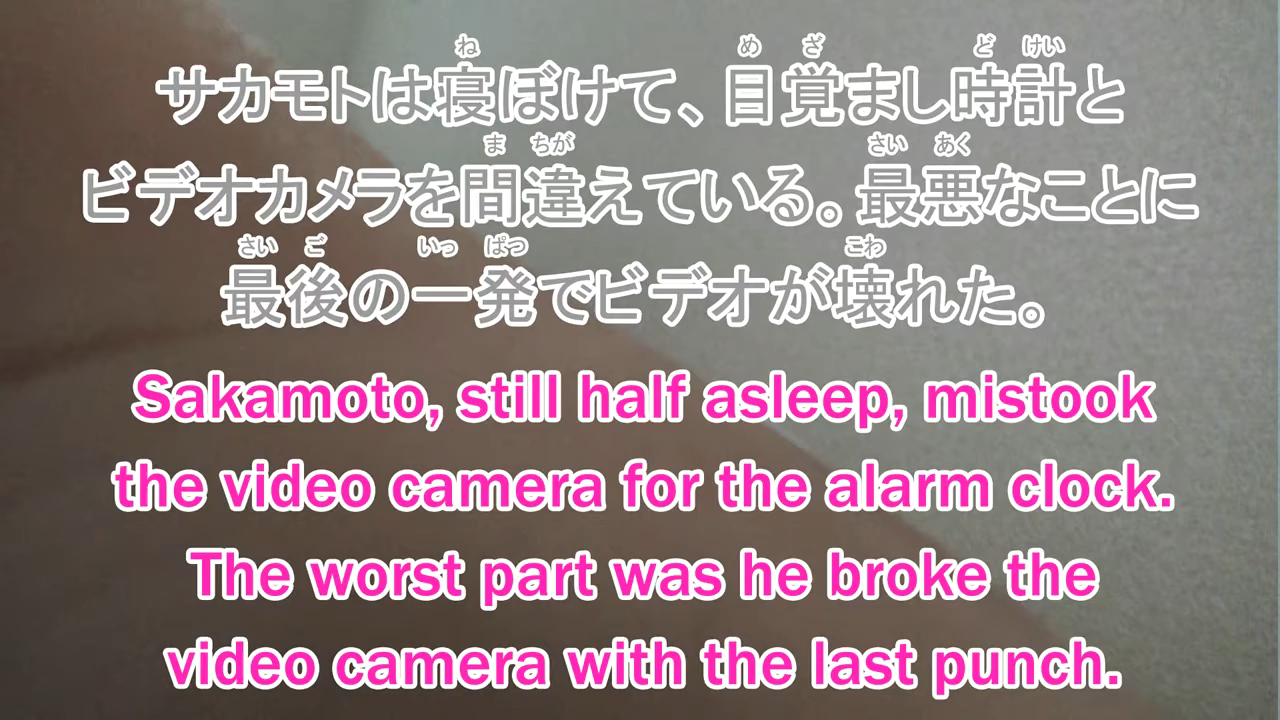 サカモトは寝ぼけて、目覚まし時計と
ビデオカメラを間違えている。最悪なことに
最後の一発でビデオが壊れた。
Sakamoto, still half asleep, mistook
the video camera for the alarm clock.
The worst part was he broke the
video camera with the last punch.